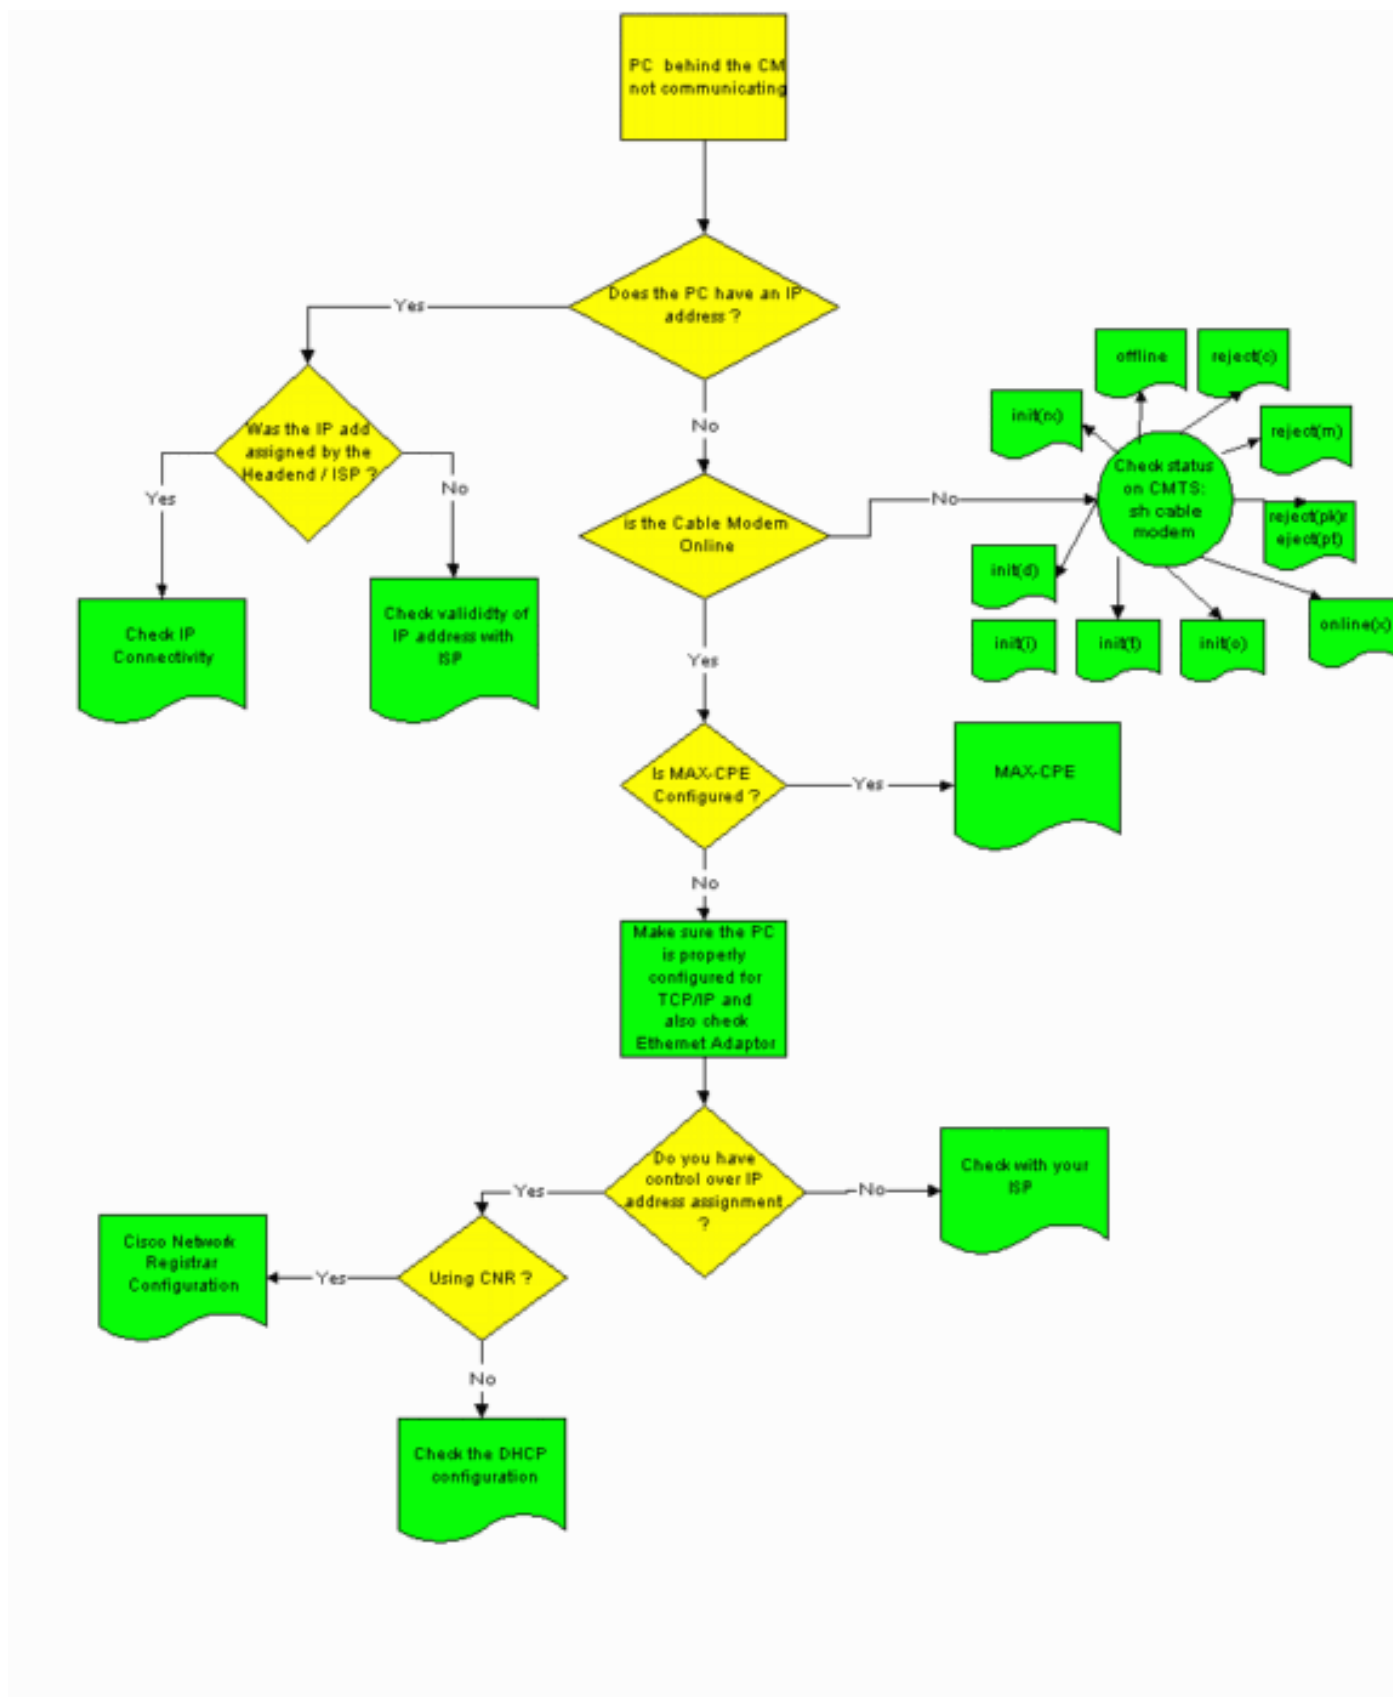 PC behind the CM
not communicating
Does the PC have an IP
address ?
Yes
No
Was the IP add
assigned by the
Headend / ISP ?
Yes
No
Check IP
Connectivity
Check valididty of
IP address with
ISP
is the Cable Modem
Online
No
Yes
Check status
on CMTS:
sh cable
modem
offline
reject(c)
reject(m)
reject(pk)r
eject(pt)
online(x)
init(o)
init(t)
init(i)
init(d)
Is MAX-CPE
Configured ?
Yes
MAX-CPE
No
Make sure the PC
is properly
configured for
TCP/IP and
also check
Ethernet Adaptor
Do you have
control over IP
address assignment
?
No
Check with your
ISP
Yes
Using CNR ?
Yes
Cisco Network
Registrar
Configuration
No
Check the DHCP
configuration